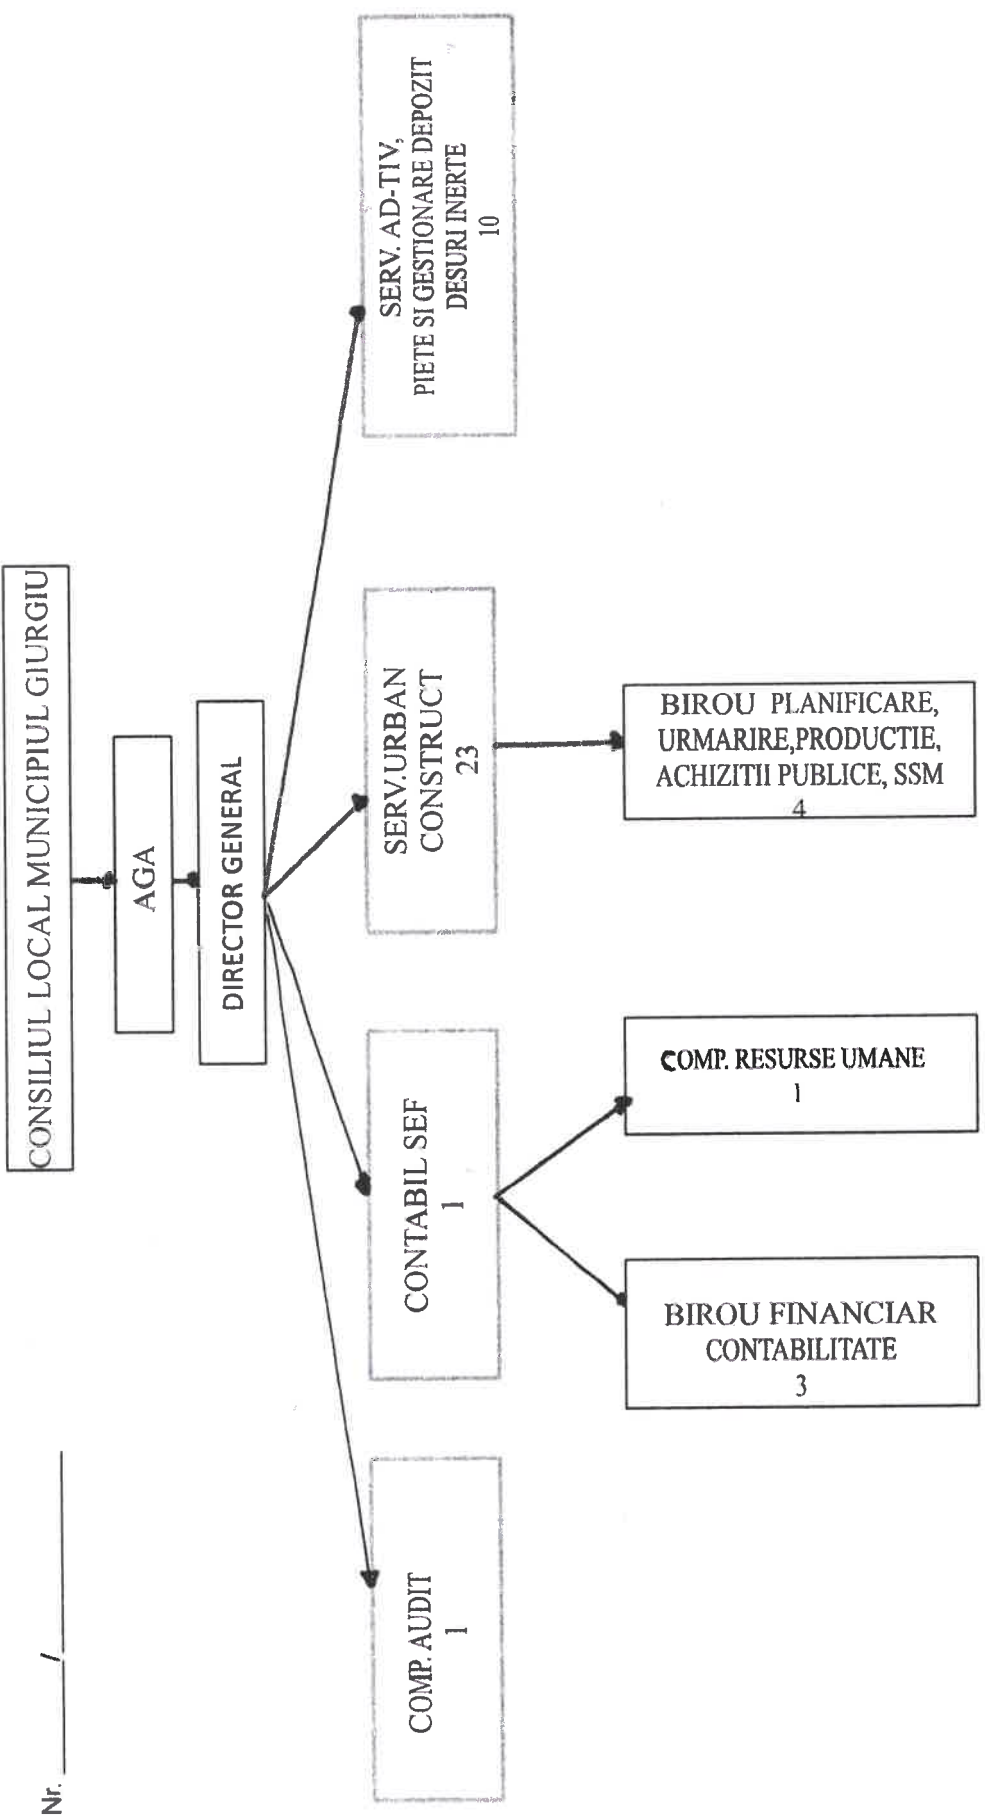 Nr. ______/______________
CONSILIUL LOCAL MUNICIPIUL GIURGIU
AGA
DIRECTOR GENERAL
COMP. AUDIT
1
CONTABIL SEF
1
SERV.URBAN
CONSTRUCT
23
SERV. AD-TIV,
PIETE SI GESTIONARE DEPOZIT
DESURI INERTE
10
BIROU FINANCIAR
CONTABILITATE
3
COMP. RESURSE UMANE
1
BIROU PLANIFICARE,
URMARIRE,PRODUCTIE,
ACHIZITII PUBLICE, SSM
4